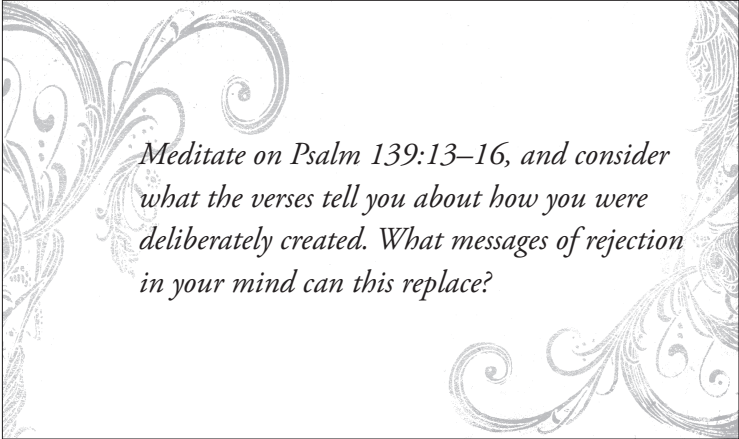 Meditate on Psalm 139:13–16, and consider
what the verses tell you about how you were
deliberately created. What messages of rejection
in your mind can this replace?